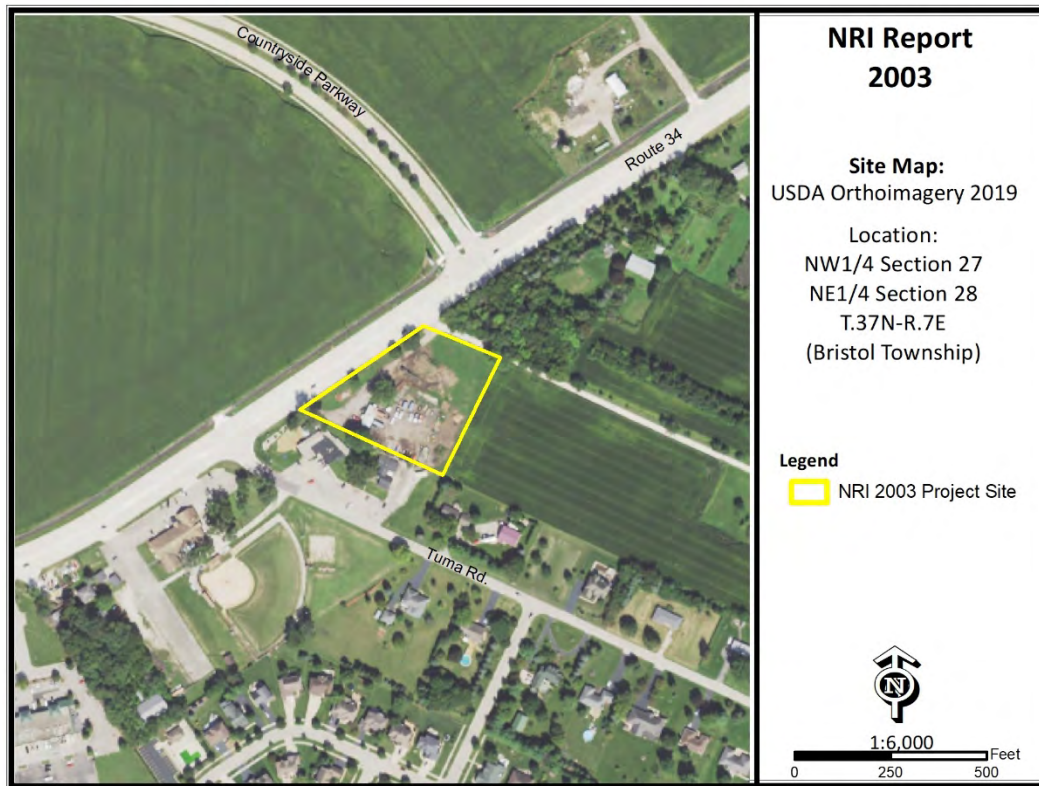 Countryside Parkway
Route 34
Tuma Rd.
NRI Report
2003
Site Map:
USDA Orthoimagery 2019
Location:
NW1/4 Section 27
NE1/4 Section 28
T.37N-R.7E
(Bristol Township)
Legend
NRI 2003 Project Site
N
1:6,000
Feet
0 250 500